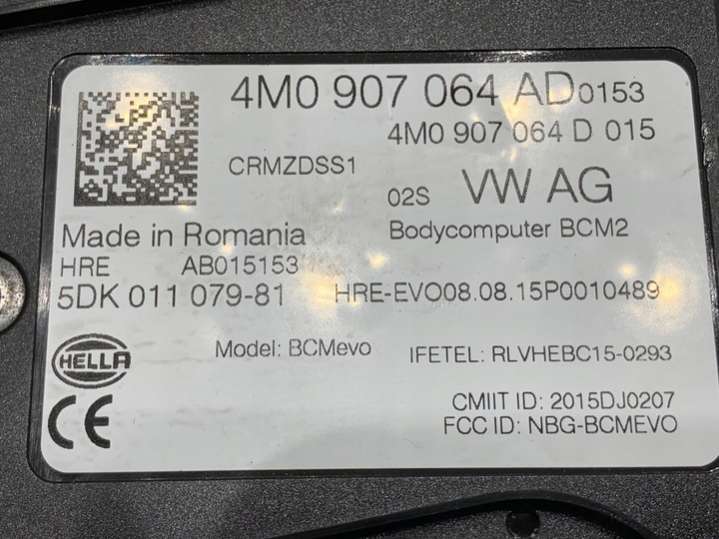 4M0 907 064 AD0153
4M0 907 064 D 015
CRMZDSS1
02S VW AG
Made in Romania
Bodycomputer BCM2
HRE AB015153
5DK 011 079-81 HRE-EVO08.08.15P0010489
HELLA
Model: BCMevo IFETEL: RLVHEBC15-0293
CE
CMIIT ID: 2015DJ0207
FCC ID: NBG-BCMEVO